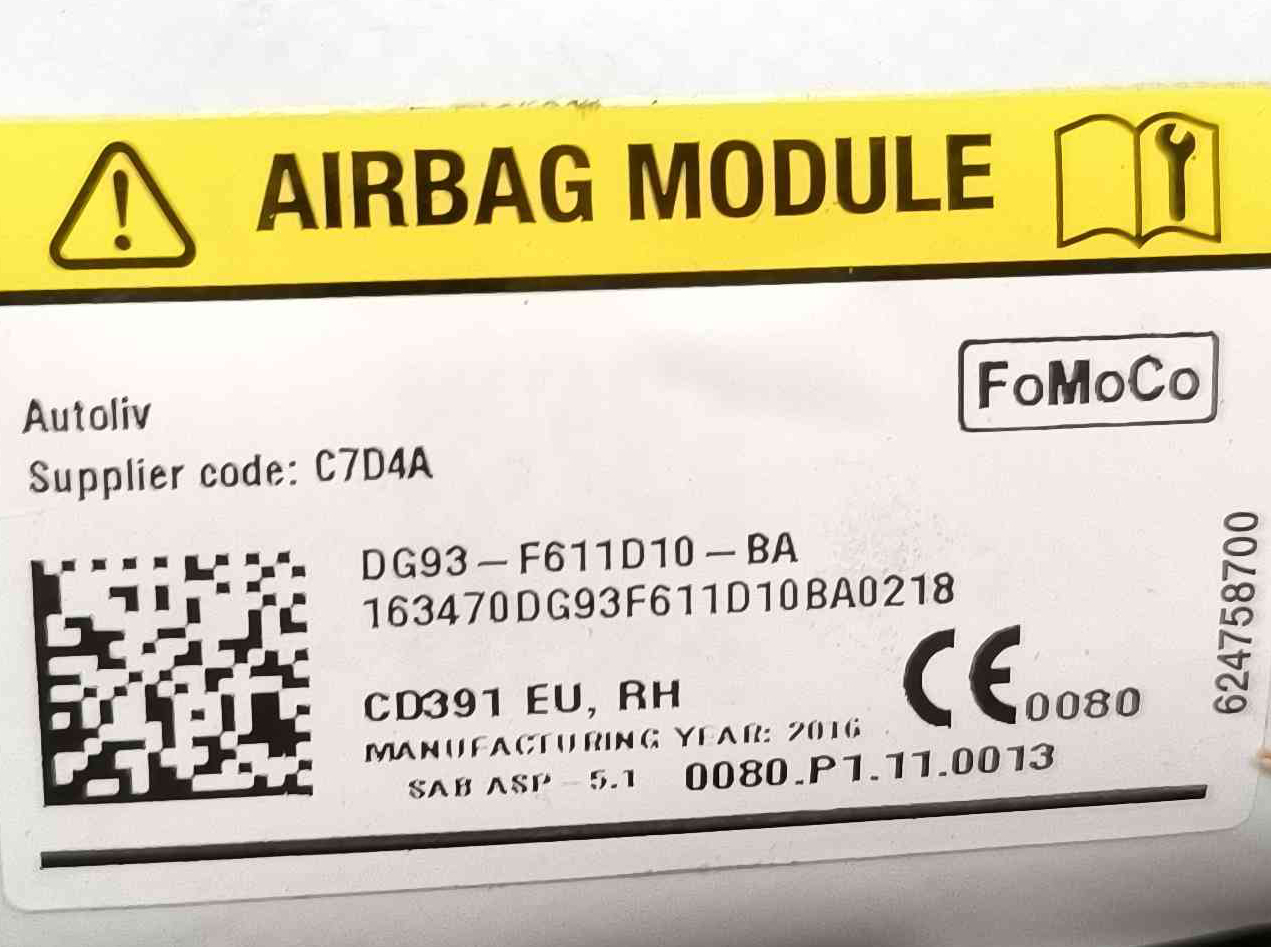 AIRBAG MODULE
FoMoCo
Autoliv
Supplier code: C7D4A
DG93-F611D10-BA
163470DG93F611D10BA0218
CD391 EU, RH
CE 0080
MANUFACTURING YEAR: 2016
SAB ASP - 5.1 0080.P1.11.0013
624758700